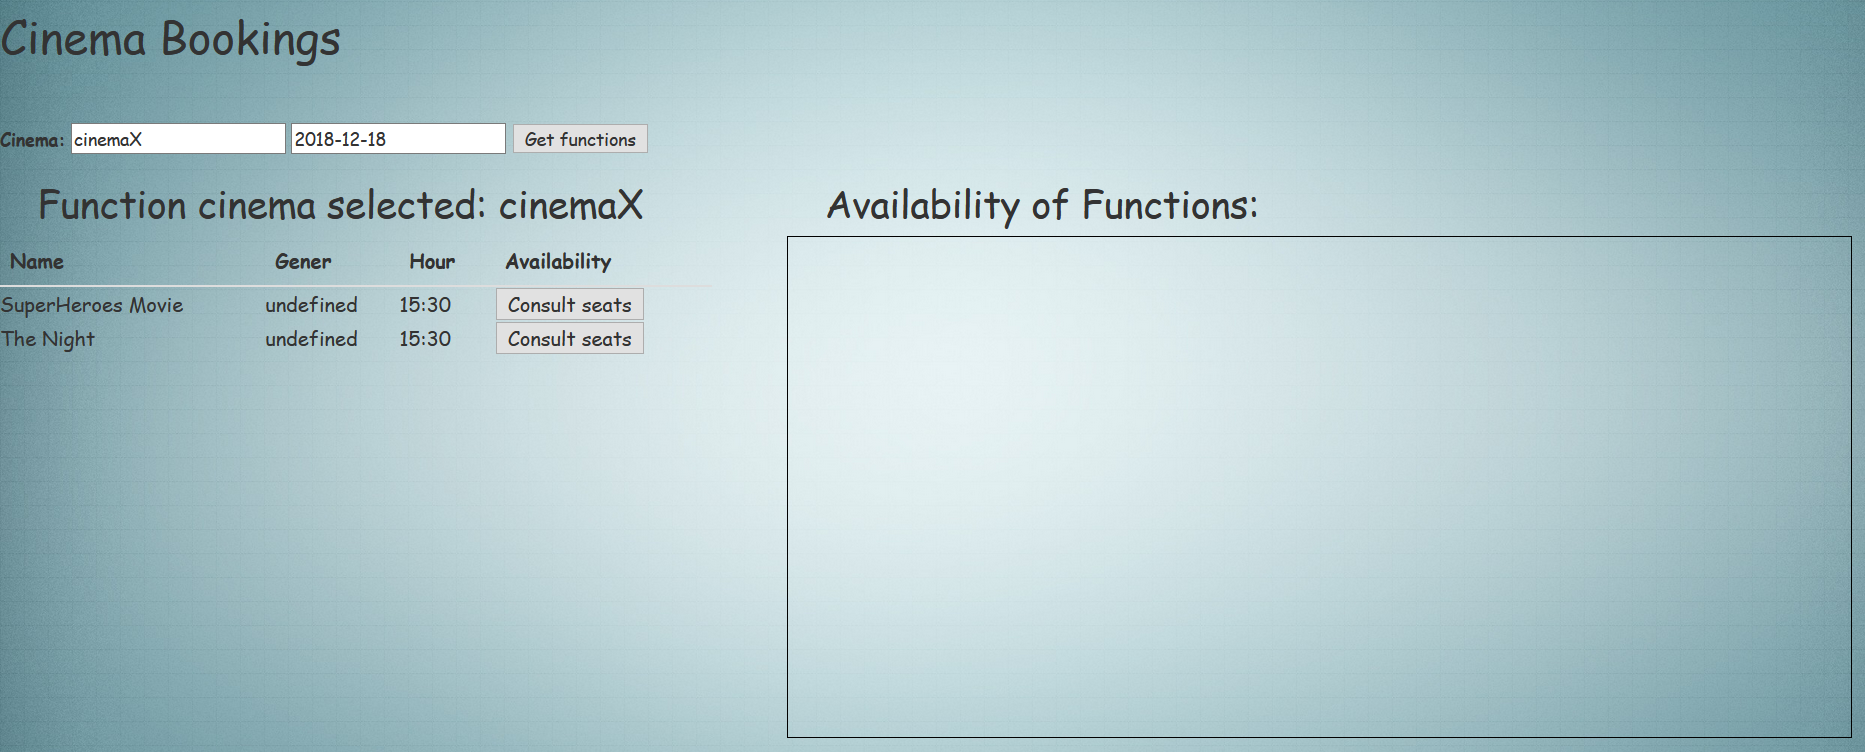 Cinema Bookings
Cinema: cinemaX 2018-12-18 Get functions
Function cinema selected: cinemaX
Availability of Functions:
Name Gener Hour Availability
SuperHeroes Movie undefined 15:30 Consult seats
The Night undefined 15:30 Consult seats